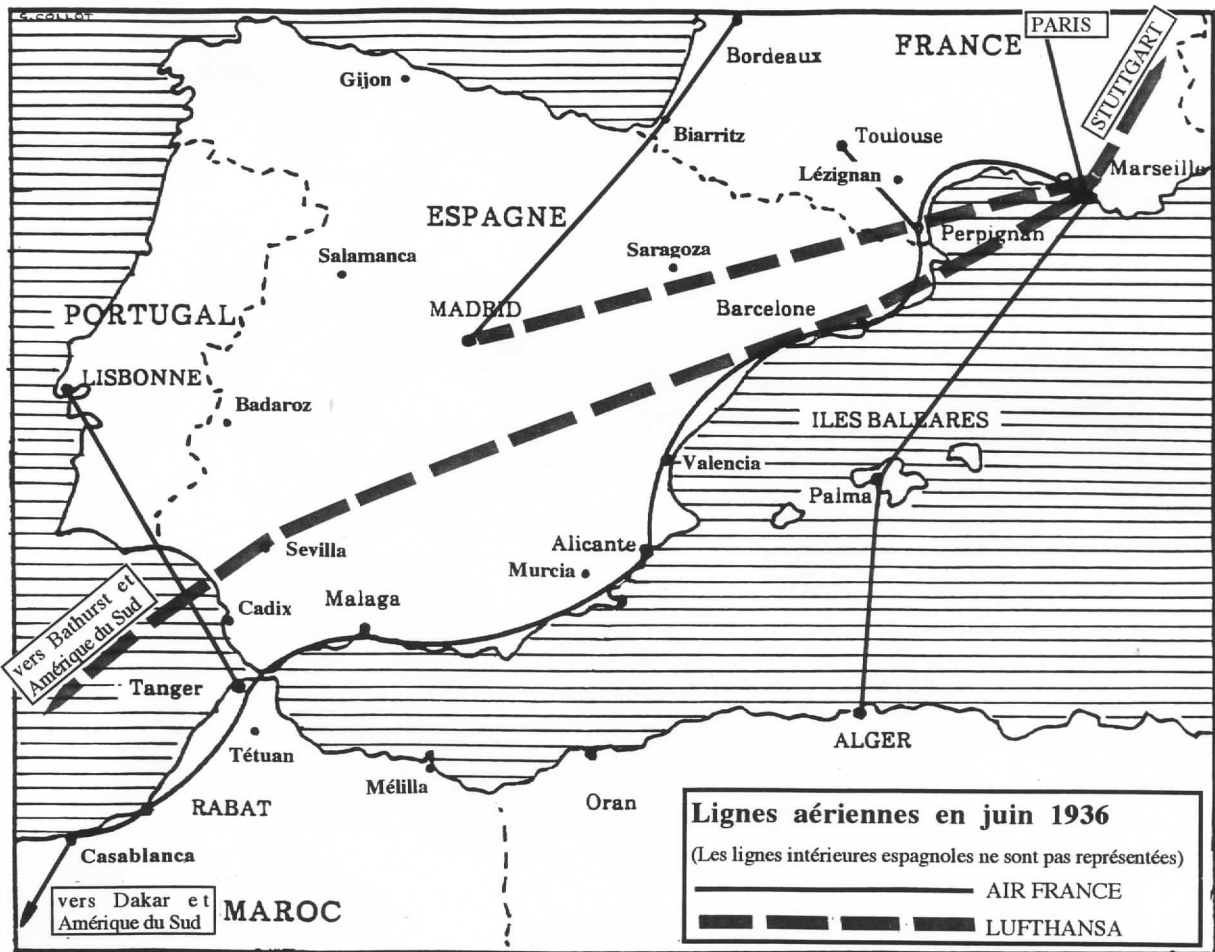 G. COLLOT
PARIS
FRANCE
STUTTGART
Bordeaux
Gijon
Biarritz
Toulouse
Lézignan
Marseille
ESPAGNE
Perpignan
Salamanca
Saragoza
MADRID
Barcelone
PORTUGAL
LISBONNE
Badaroz
ILES BALEARES
Valencia
Palma
Sevilla
Alicante
Murcia
Malaga
Cadix
vers Bathurst et
Amérique du Sud
Tanger
Tétuan
ALGER
Mélilla
Oran
RABAT
Casablanca
vers Dakar et
Amérique du Sud
MAROC
Lignes aériennes en juin 1936
(Les lignes intérieures espagnoles ne sont pas représentées)
AIR FRANCE
LUFTHANSA